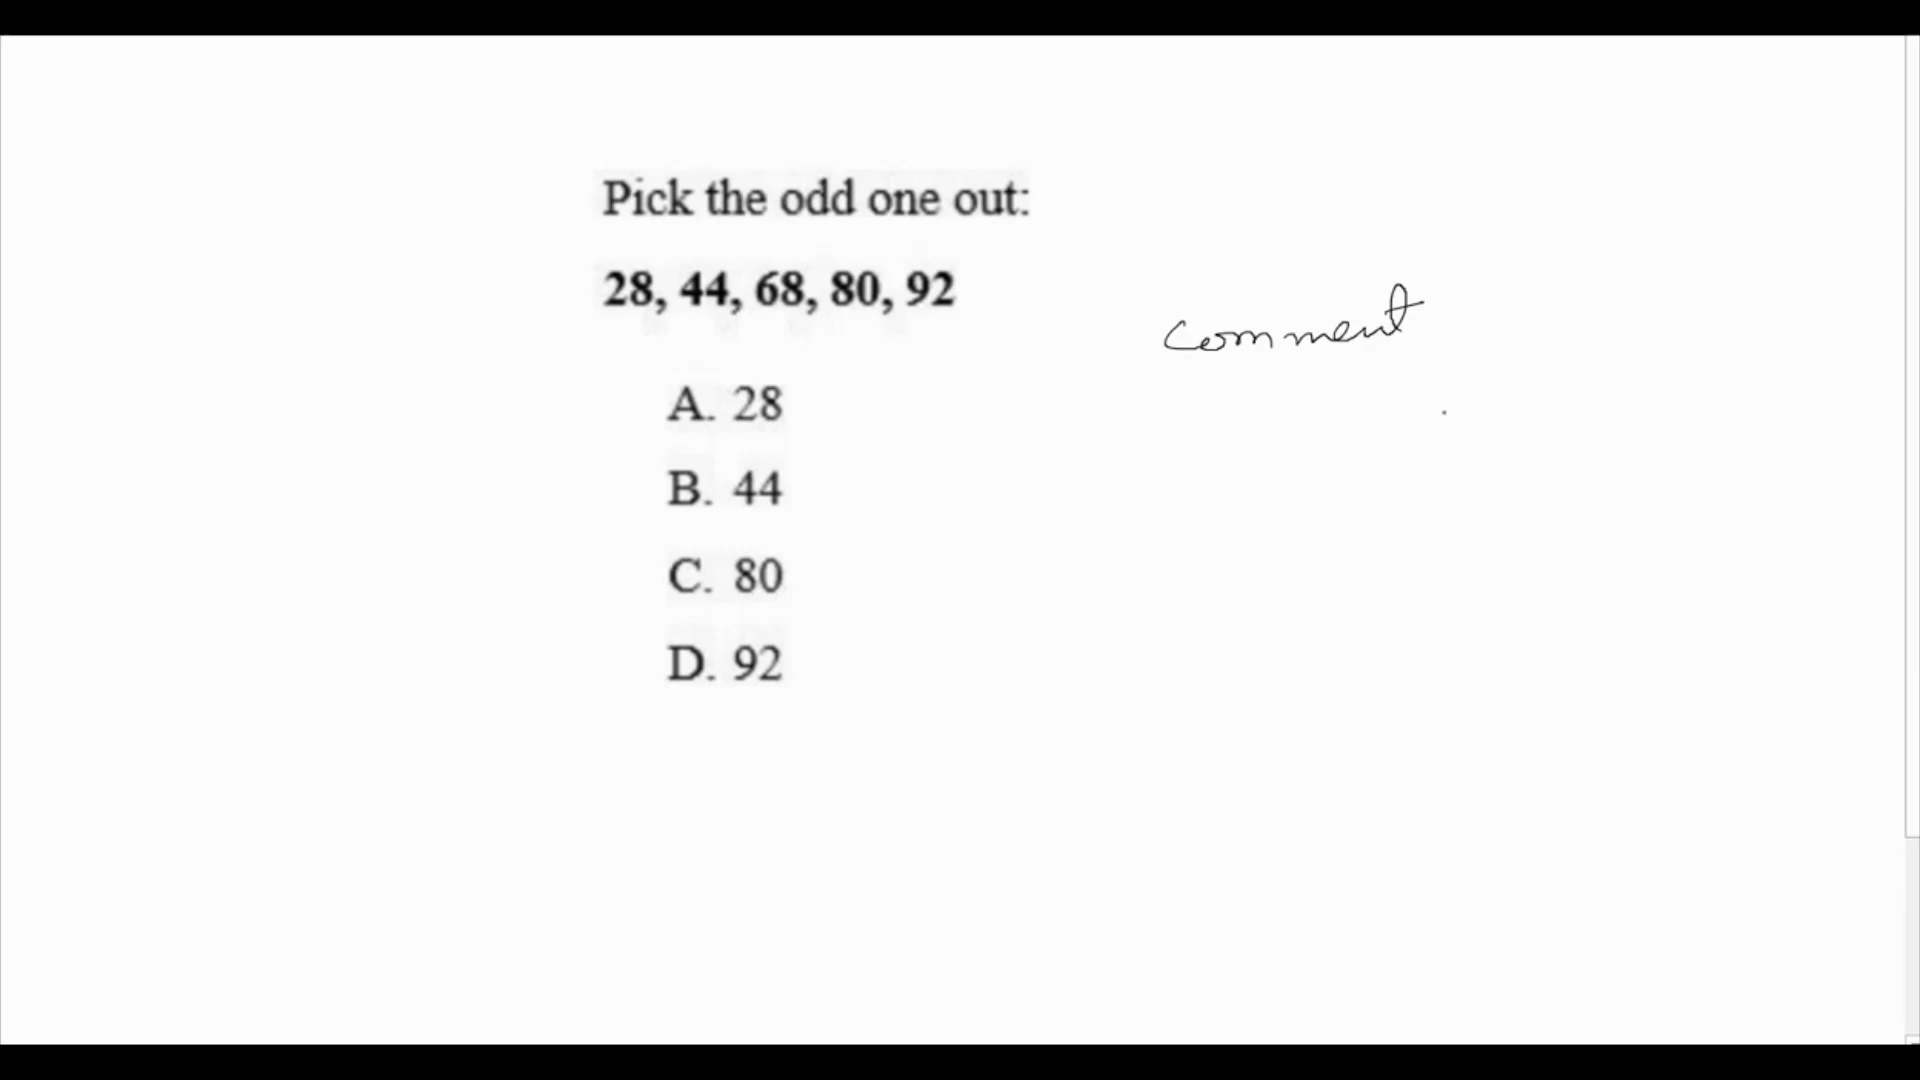 Pick the odd one out:
28, 44, 68, 80, 92
comment
A. 28
B. 44
C. 80
D. 92